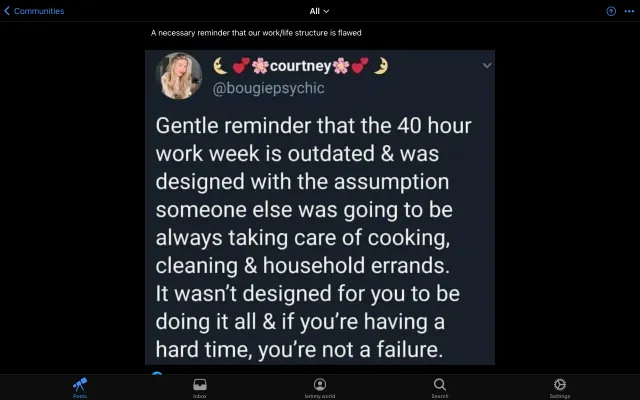 Communities
All
A necessary reminder that our work/life structure is flawed
🌜💕🌸courtney🌸💕🌛
@bougiepsychic
Gentle reminder that the 40 hour
work week is outdated & was
designed with the assumption
someone else was going to be
always taking care of cooking,
cleaning & household errands.
It wasn't designed for you to be
doing it all & if you're having a
hard time, you're not a failure.
Posts
Inbox
lemmy.world
Search
Settings